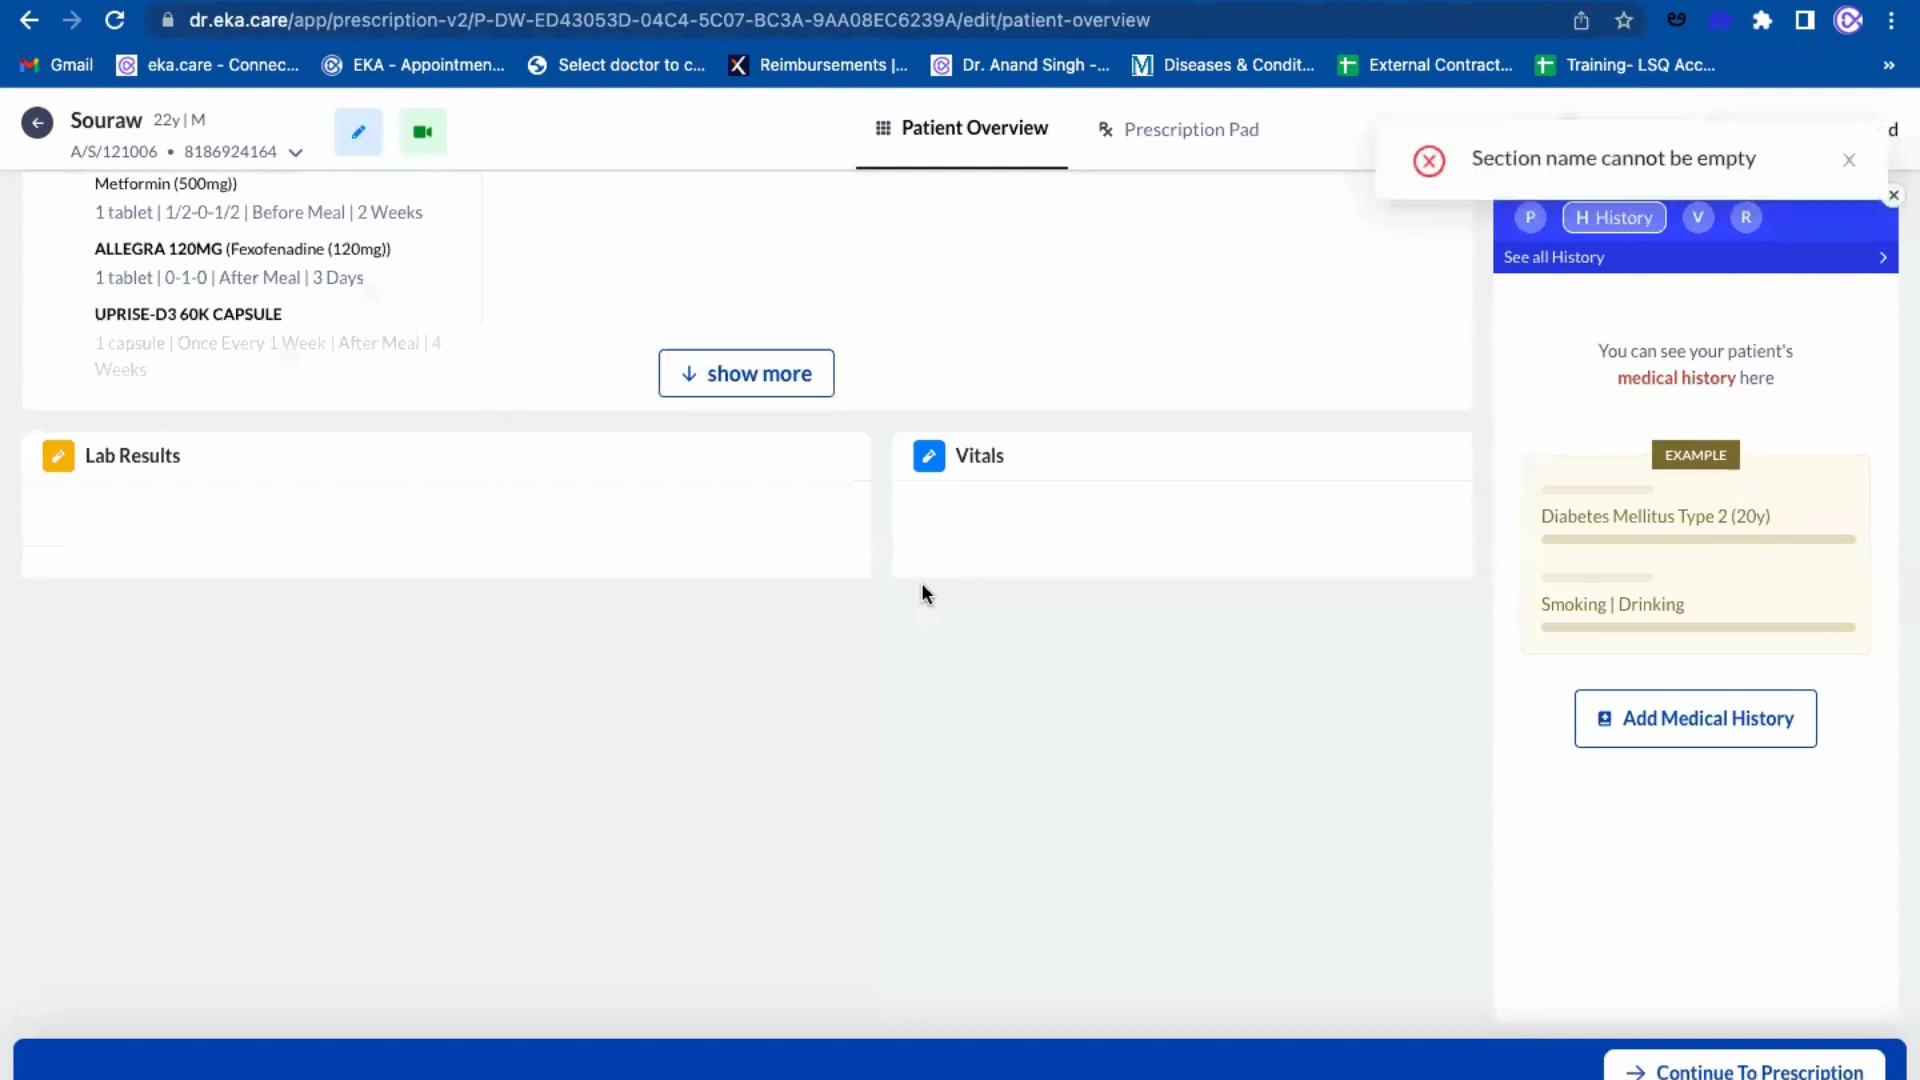 dr.eka.care/app/prescription-v2/P-DW-ED43053D-04C4-5C07-BC3A-9AA08EC6239A/edit/patient-overview
Gmail
eka.care - Connec...
EKA - Appointmen...
Select doctor to c...
Reimbursements |...
Dr. Anand Singh -...
Diseases & Condit...
External Contract...
Training- LSQ Acc...
»
Souraw 22y | M
A/S/121006 • 8186924164
Patient Overview
Prescription Pad
d
Section name cannot be empty
Metformin (500mg))
1 tablet | 1/2-0-1/2 | Before Meal | 2 Weeks
ALLEGRA 120MG (Fexofenadine (120mg))
1 tablet | 0-1-0 | After Meal | 3 Days
UPRISE-D3 60K CAPSULE
1 capsule | Once Every 1 Week | After Meal | 4
Weeks
show more
Lab Results
Vitals
P
H History
V
R
See all History
You can see your patient's
medical history here
EXAMPLE
Diabetes Mellitus Type 2 (20y)
Smoking | Drinking
Add Medical History
Continue To Prescription